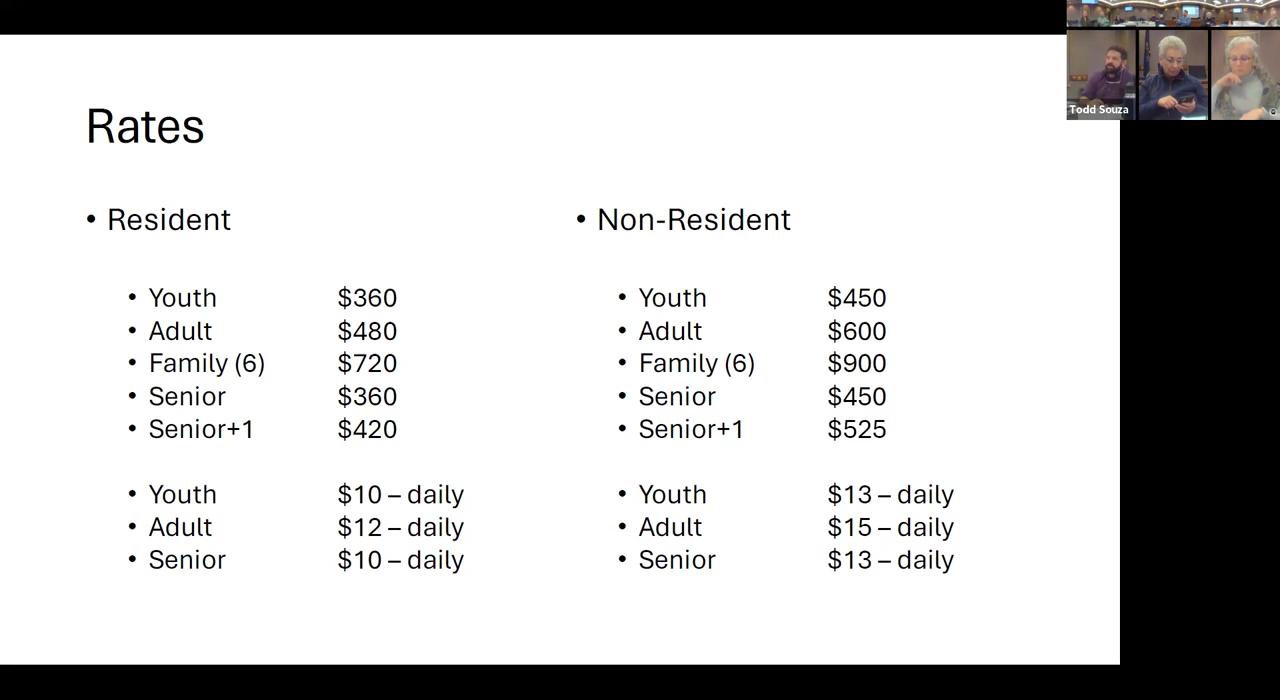 Rates
• Resident
• Youth $360
• Adult $480
• Family (6) $720
• Senior $360
• Senior+1 $420
• Youth $10 – daily
• Adult $12 – daily
• Senior $10 – daily
• Non-Resident
• Youth $450
• Adult $600
• Family (6) $900
• Senior $450
• Senior+1 $525
• Youth $13 – daily
• Adult $15 – daily
• Senior $13 – daily
Todd Souza